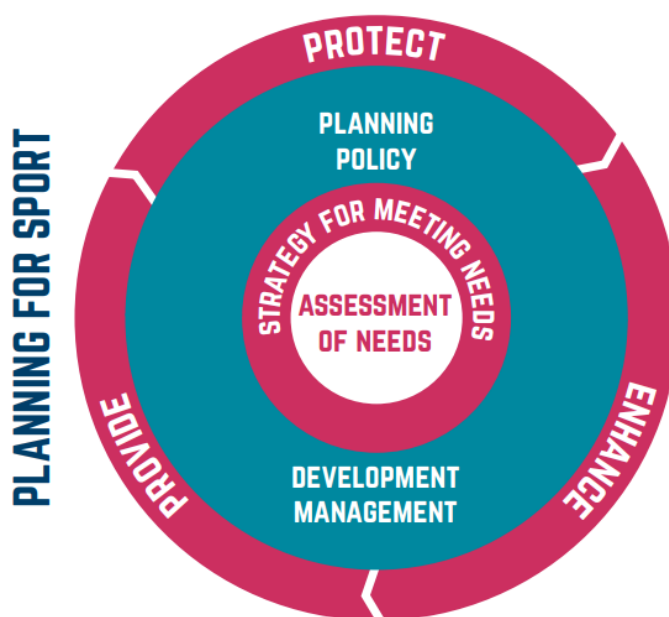 PLANNING FOR SPORT
PROTECT
PLANNING
POLICY
STRATEGY FOR MEETING NEEDS
ASSESSMENT
OF NEEDS
DEVELOPMENT
MANAGEMENT
PROVIDE
ENHANCE